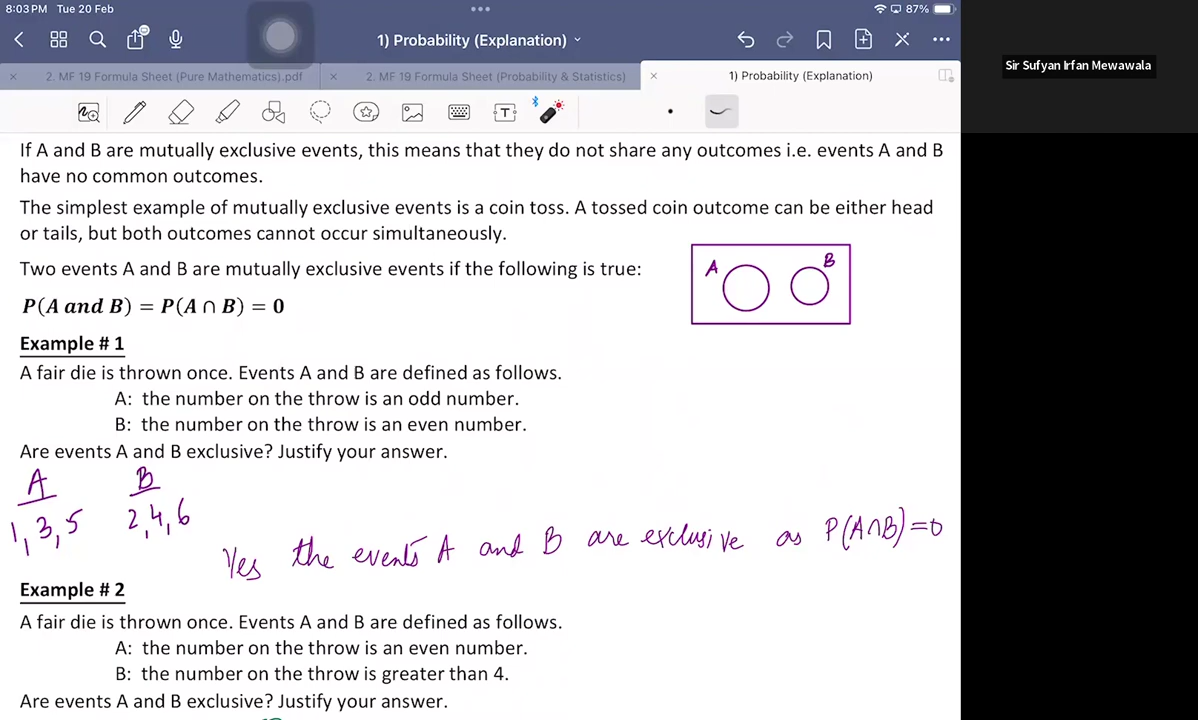 8:03 PM Tue 20 Feb
87%
1) Probability (Explanation)
2. MF 19 Formula Sheet (Pure Mathematics).pdf
2. MF 19 Formula Sheet (Probability & Statistics)
1) Probability (Explanation)
Sir Sufyan Irfan Mewawala
If A and B are mutually exclusive events, this means that they do not share any outcomes i.e. events A and B
have no common outcomes.
The simplest example of mutually exclusive events is a coin toss. A tossed coin outcome can be either head
or tails, but both outcomes cannot occur simultaneously.
Two events A and B are mutually exclusive events if the following is true:
A B
P(A and B) = P(A ∩ B) = 0
Example # 1
A fair die is thrown once. Events A and B are defined as follows.
A: the number on the throw is an odd number.
B: the number on the throw is an even number.
Are events A and B exclusive? Justify your answer.
A B
1, 3, 5 2, 4, 6
Yes the events A and B are exclusive as P(A∩B)=0
Example # 2
A fair die is thrown once. Events A and B are defined as follows.
A: the number on the throw is an even number.
B: the number on the throw is greater than 4.
Are events A and B exclusive? Justify your answer.